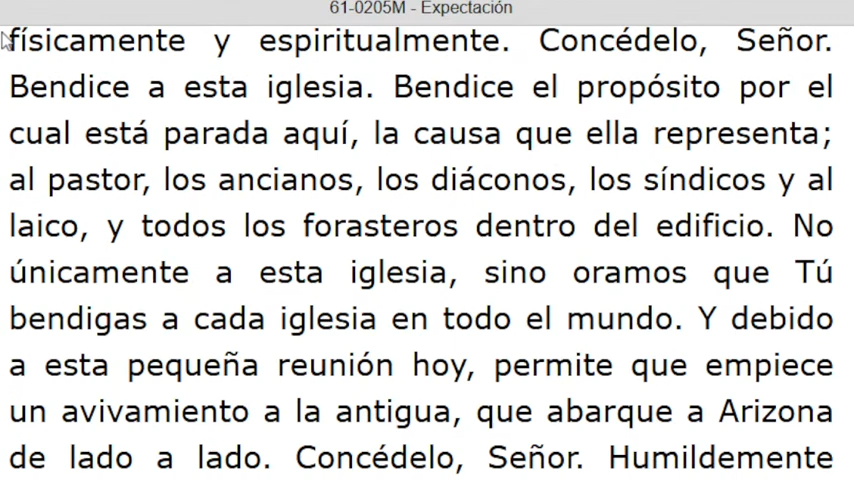 61-0205M - Expectación
físicamente y espiritualmente. Concédelo, Señor.
Bendice a esta iglesia. Bendice el propósito por el
cual está parada aquí, la causa que ella representa;
al pastor, los ancianos, los diáconos, los síndicos y al
laico, y todos los forasteros dentro del edificio. No
únicamente a esta iglesia, sino oramos que Tú
bendigas a cada iglesia en todo el mundo. Y debido
a esta pequeña reunión hoy, permite que empiece
un avivamiento a la antigua, que abarque a Arizona
de lado a lado. Concédelo, Señor. Humildemente